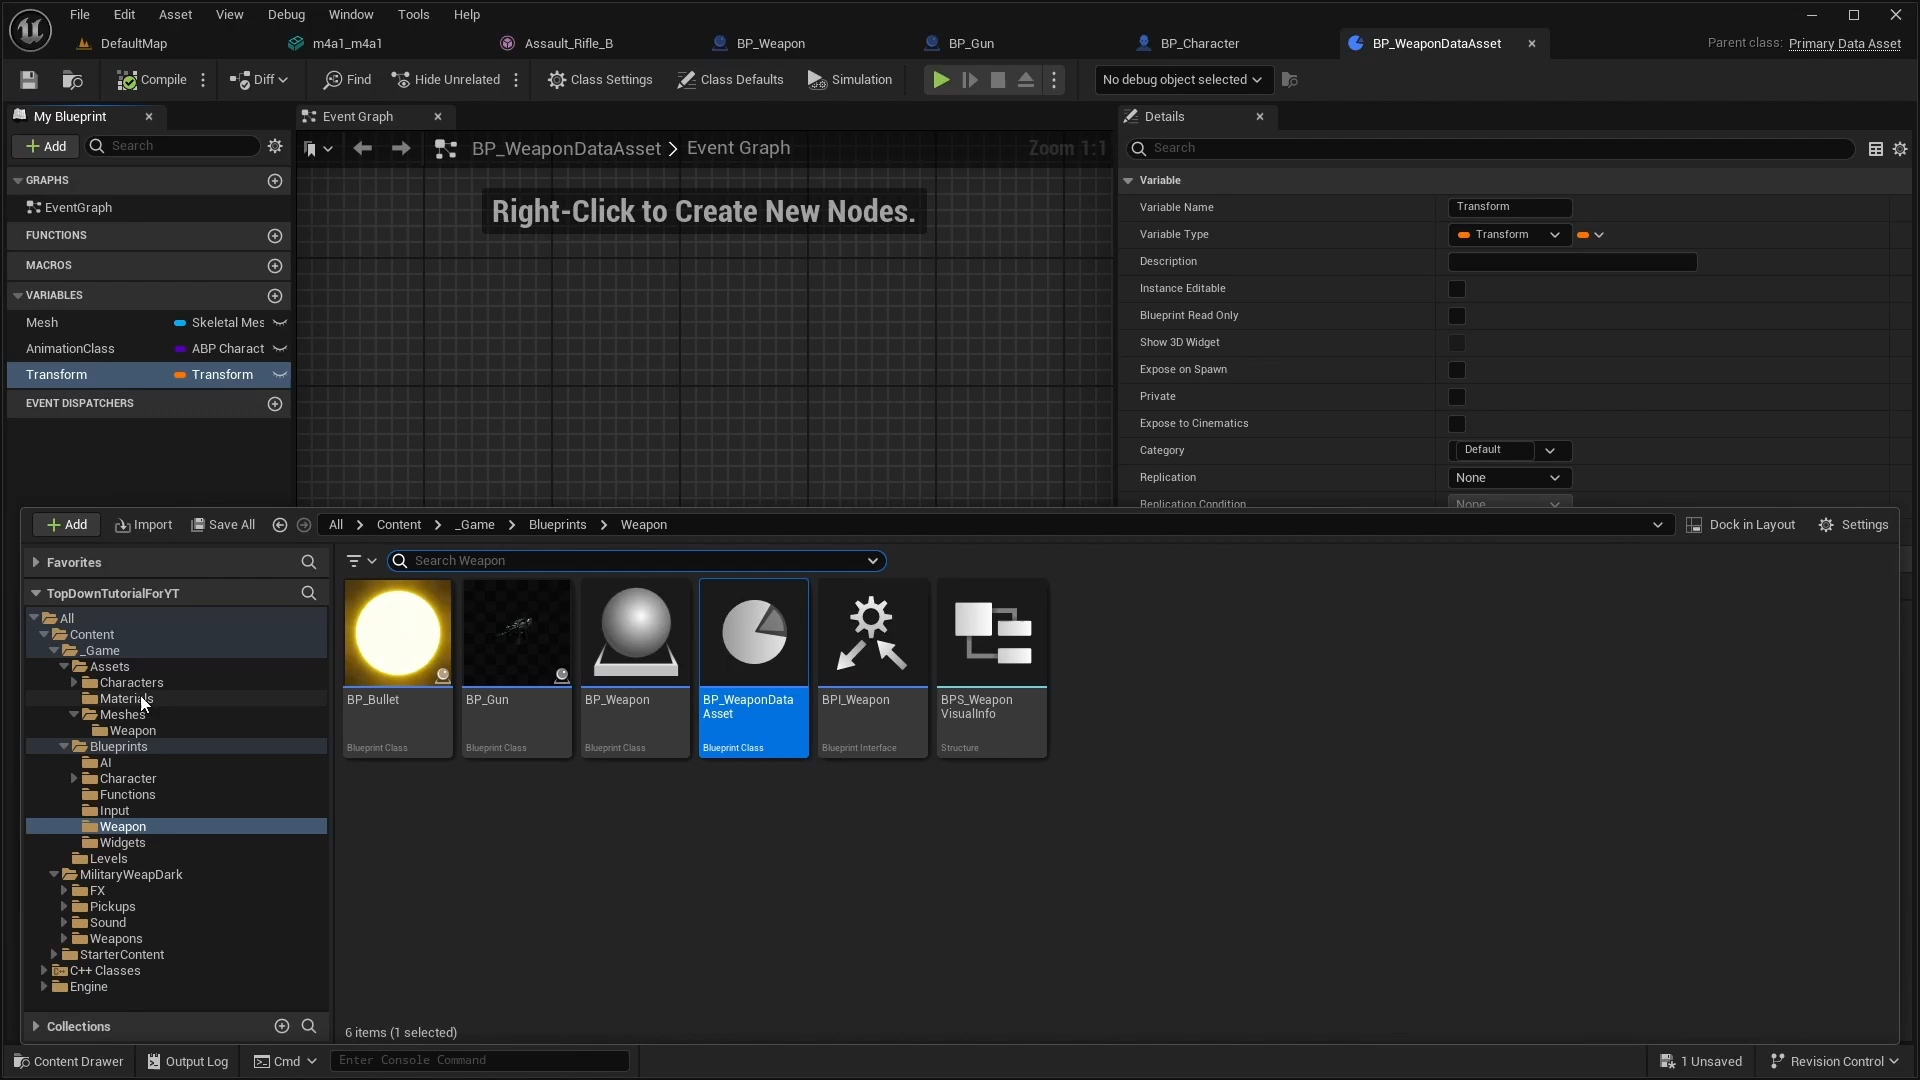 File Edit Asset View Debug Window Tools Help
DefaultMap m4a1_m4a1 Assault_Rifle_B BP_Weapon BP_Gun BP_Character BP_WeaponDataAsset Parent class: Primary Data Asset
Compile Diff Find Hide Unrelated Class Settings Class Defaults Simulation No debug object selected
My Blueprint Event Graph Details
Add Search BP_WeaponDataAsset > Event Graph Zoom 1:1 Search
GRAPHS Variable
EventGraph Right-Click to Create New Nodes. Variable Name Transform
FUNCTIONS Variable Type Transform
MACROS Description
VARIABLES Instance Editable
Mesh Skeletal Mes Blueprint Read Only
AnimationClass ABP Charact Show 3D Widget
Transform Transform Expose on Spawn
EVENT DISPATCHERS Private
Expose to Cinematics
Category Default
Replication None
Replication Condition None
Add Import Save All All > Content > _Game > Blueprints > Weapon Dock in Layout Settings
Favorites Search Weapon
TopDownTutorialForYT
All
Content
_Game
Assets
Characters
Materials
Meshes
Weapon
Blueprints
AI
Character
Functions
Input
Weapon
Widgets
Levels
MilitaryWeapDark
FX
Pickups
Sound
Weapons
StarterContent
C++ Classes
Engine
Collections
BP_Bullet BP_Gun BP_Weapon BP_WeaponData BPI_Weapon BPS_Weapon
Asset VisualInfo
Blueprint Class Blueprint Class Blueprint Class Blueprint Class Blueprint Interface Structure
6 items (1 selected)
Content Drawer Output Log Cmd Enter Console Command 1 Unsaved Revision Control